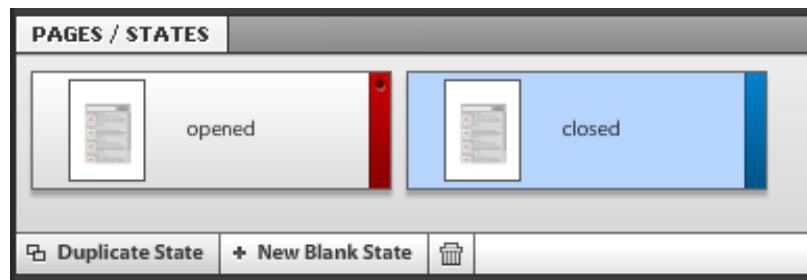 PAGES / STATES
opened
closed
Duplicate State
+ New Blank State